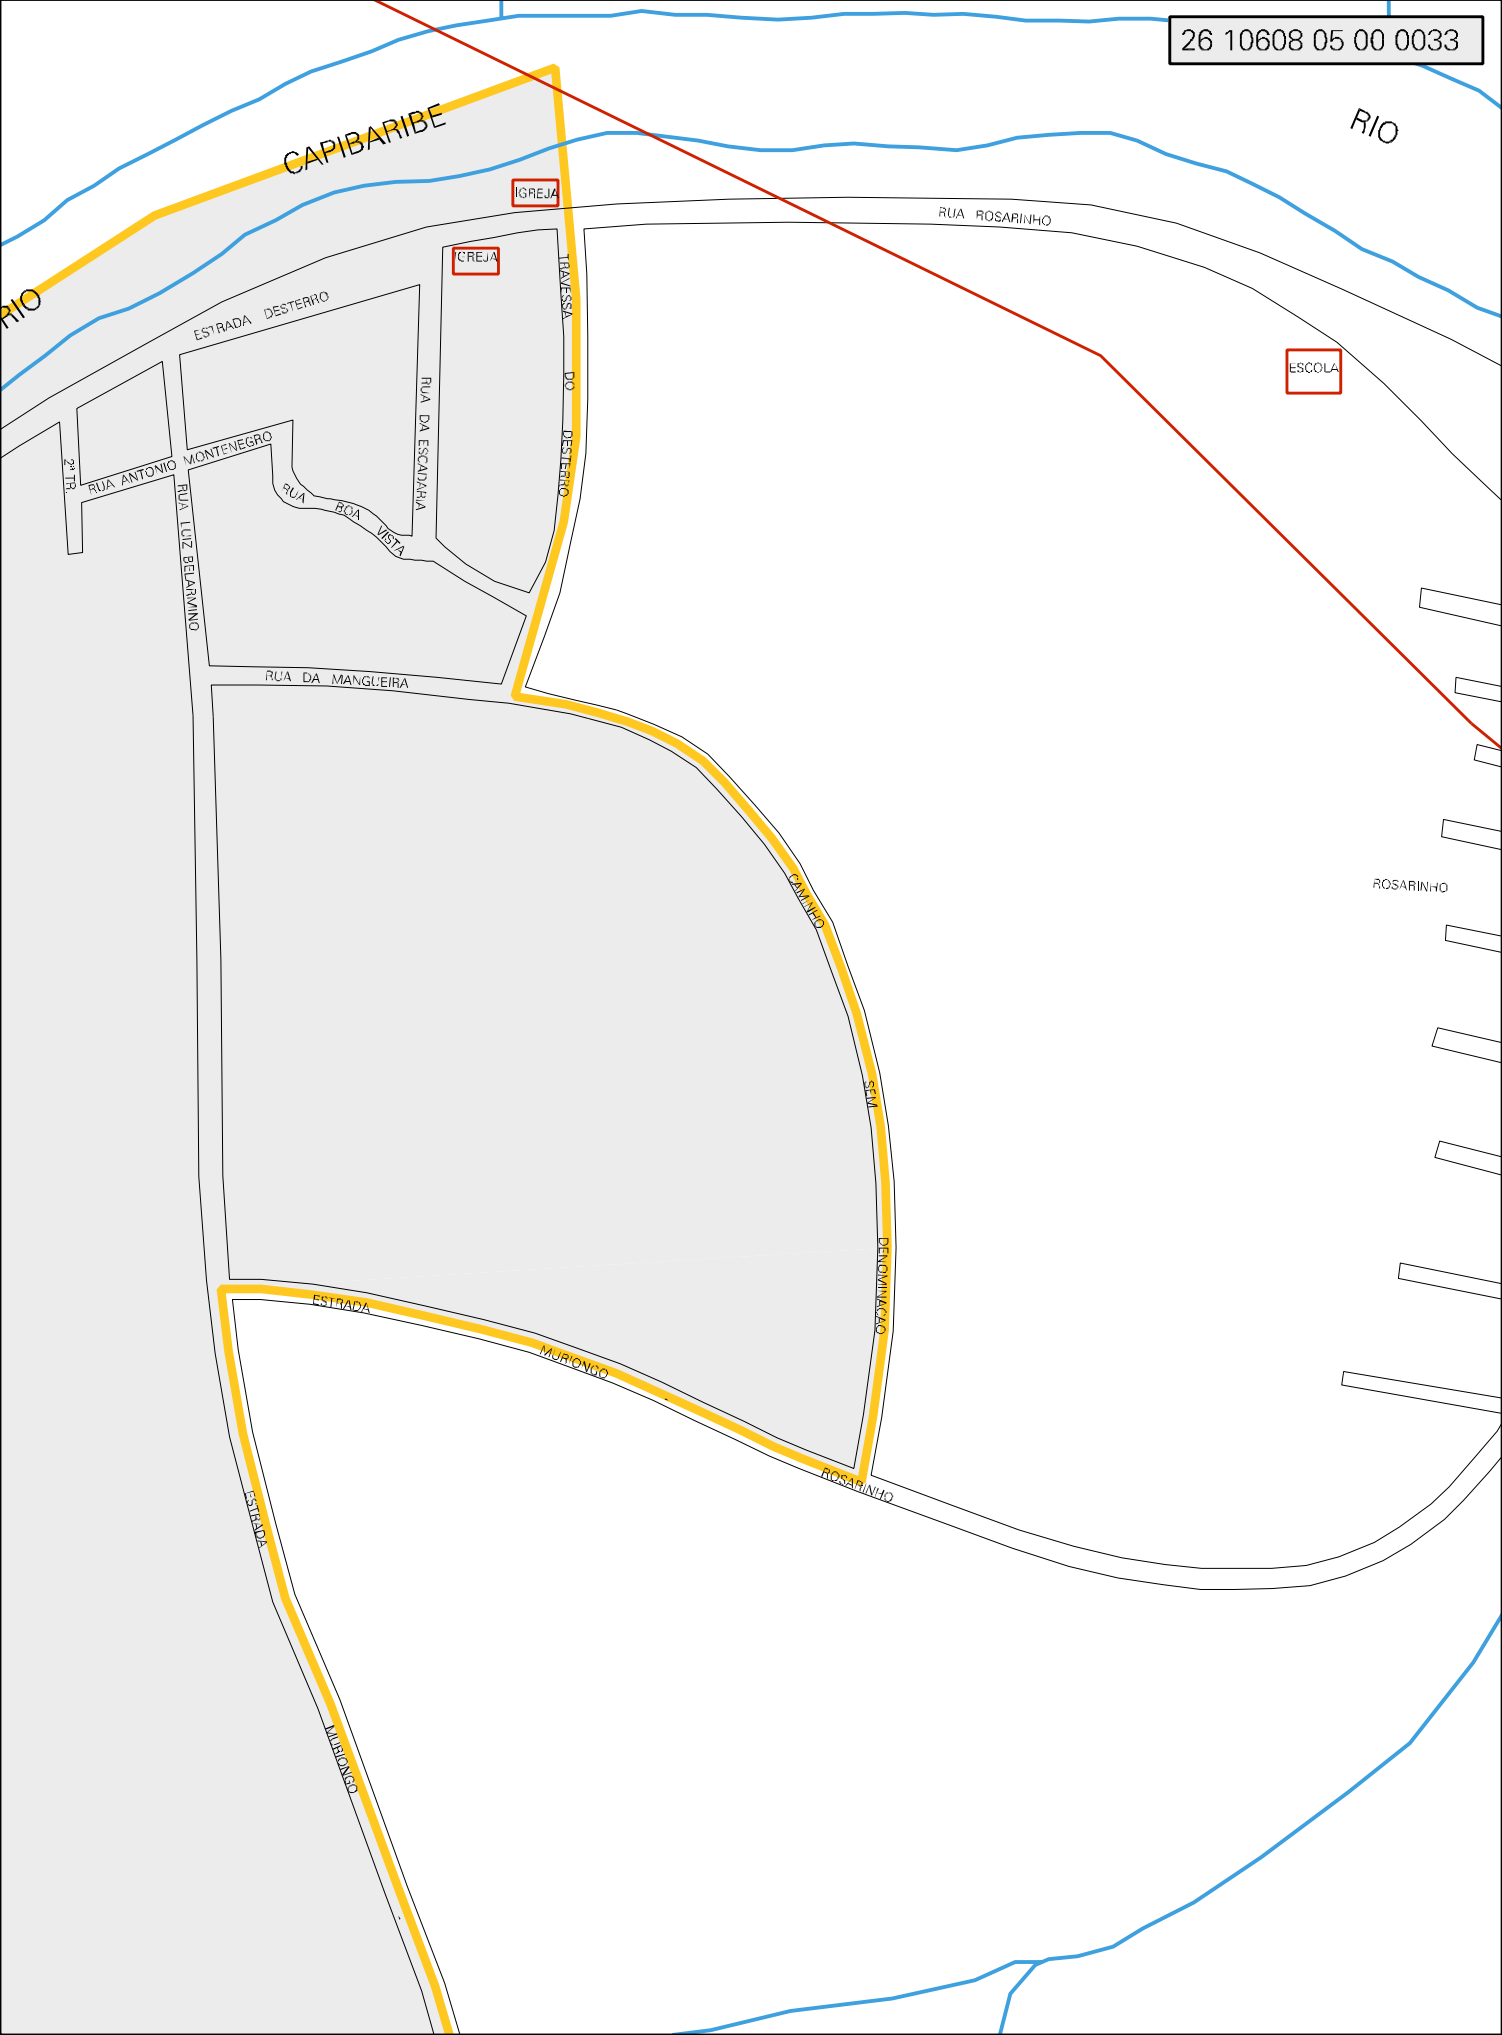 26 10608 05 00 0033
CAPIBARIBE
RIO
IGREJA
RUA ROSARINHO
IGREJA
TRAVESSA DO DESTERRO
RIO
ESTRADA DESTERRO
ESCOLA
RUA DA ESCADARIA
2ª TR.
RUA ANTONIO MONTENEGRO
RUA LUIZ BELARMINO
RUA BOA VISTA
RUA DA MANGUEIRA
CAMINHO SEM DENOMINACAO
ROSARINHO
ESTRADA MURIONGO ROSARINHO
ESTRADA MURIONGO